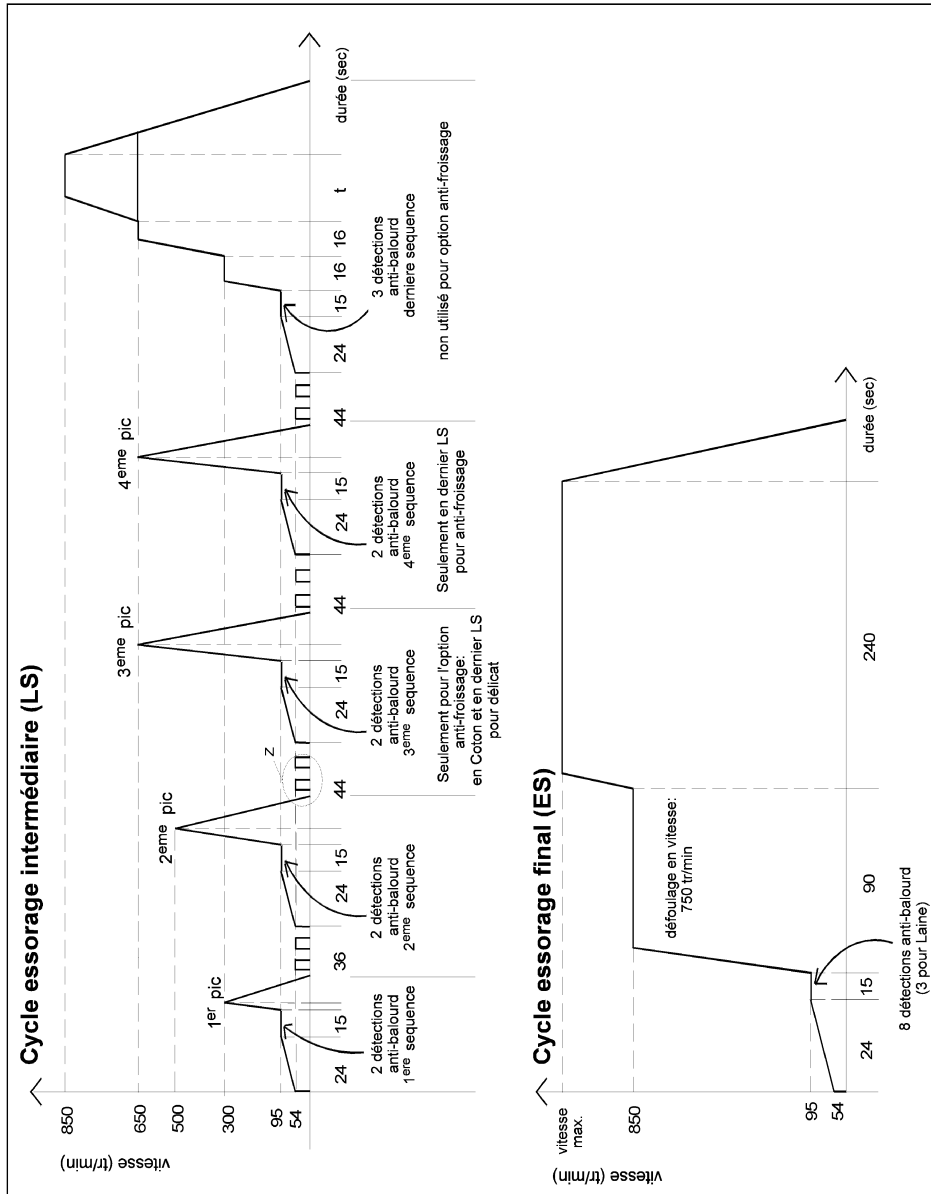 Cycle essorage intermédiaire (LS)
vitesse (tr/min)
850
650
500
300
95
54
1er pic
2eme pic
3eme pic
4eme pic
z
24
15
36
24
15
44
24
15
44
24
15
44
24
15
16
16
t
durée (sec)
2 détections
anti-balourd
1ere sequence
2 détections
anti-balourd
2eme sequence
2 détections
anti-balourd
3eme sequence
2 détections
anti-balourd
4eme sequence
3 détections
anti-balourd
derniere sequence
Seulement pour l'option
anti-froissage:
en Coton et en dernier LS
pour délicat
Seulement en dernier LS
pour anti-froissage
non utilisé pour option anti-froissage
Cycle essorage final (ES)
vitesse (tr/min)
vitesse
max.
850
95
54
défoulage en vitesse:
750 tr/min
24
15
90
240
durée (sec)
8 détections anti-balourd
(3 pour Laine)